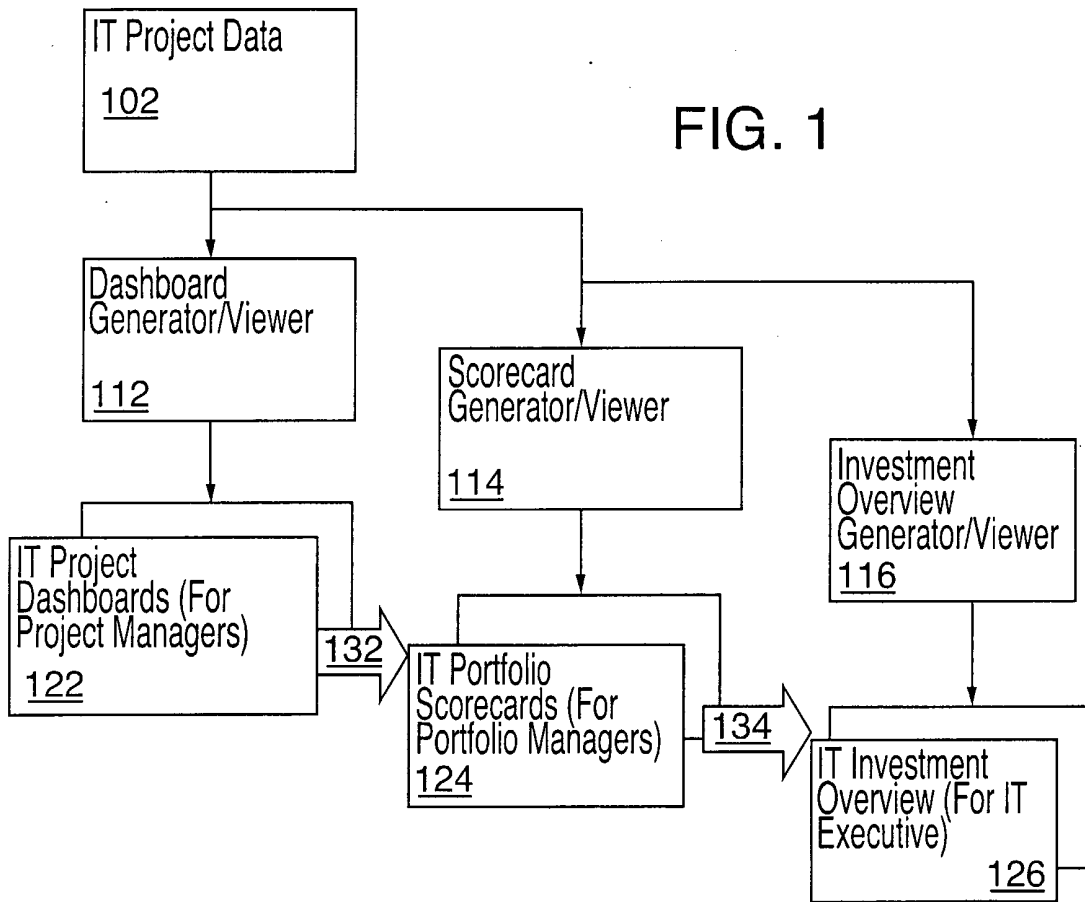 IT Project Data
102
FIG. 1
Dashboard
Generator/Viewer
112
Scorecard
Generator/Viewer
114
Investment
Overview
Generator/Viewer
116
IT Project
Dashboards (For
Project Managers)
122
132
IT Portfolio
Scorecards (For
Portfolio Managers)
124
134
IT Investment
Overview (For IT
Executive)
126